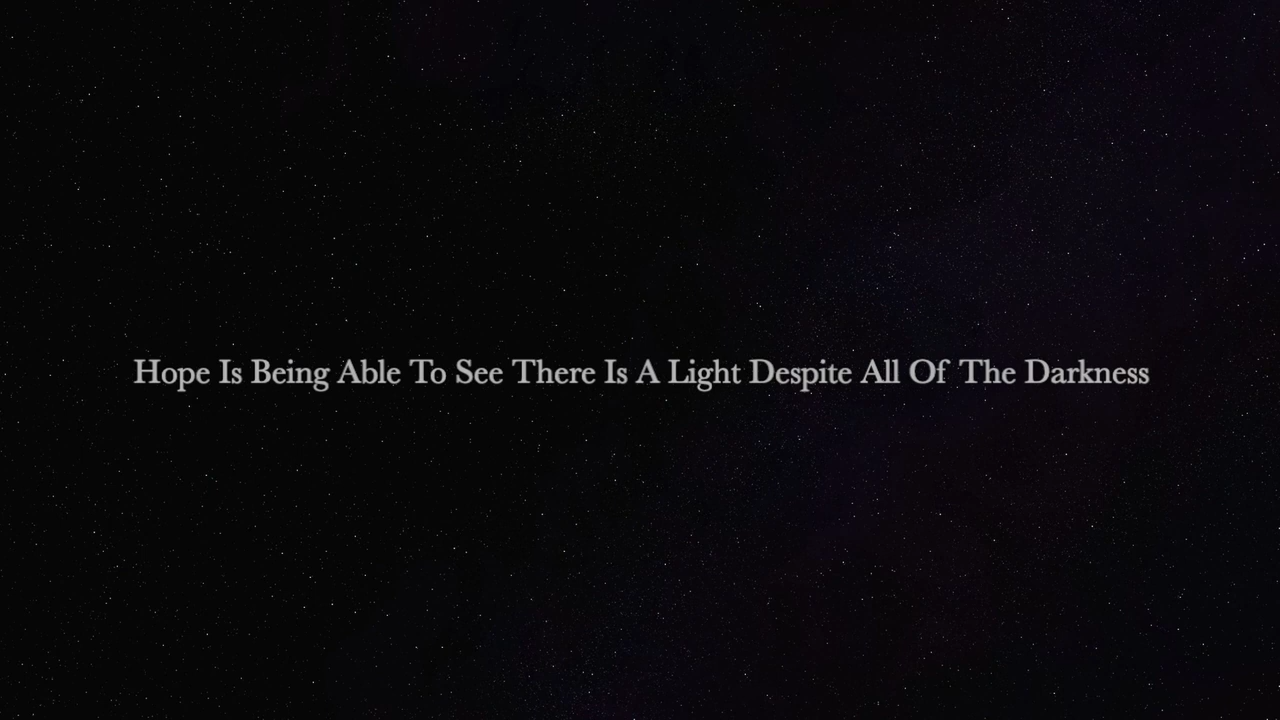 Hope Is Being Able To See There Is A Light Despite All Of The Darkness